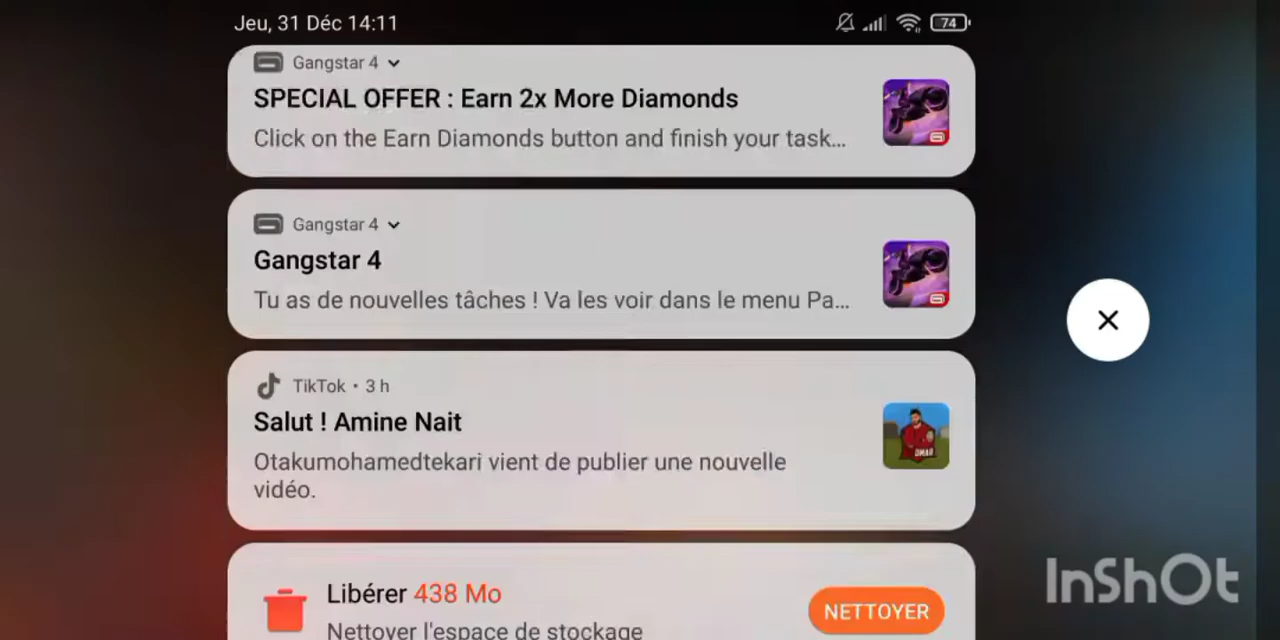 Jeu, 31 Déc 14:11
74
Gangstar 4
SPECIAL OFFER : Earn 2x More Diamonds
Click on the Earn Diamonds button and finish your task...
Gangstar 4
Gangstar 4
Tu as de nouvelles tâches ! Va les voir dans le menu Pa...
TikTok • 3 h
Salut ! Amine Nait
Otakumohamedtekari vient de publier une nouvelle
vidéo.
OMAR
Libérer 438 Mo
Nettoyer l'espace de stockage
NETTOYER
InShOt